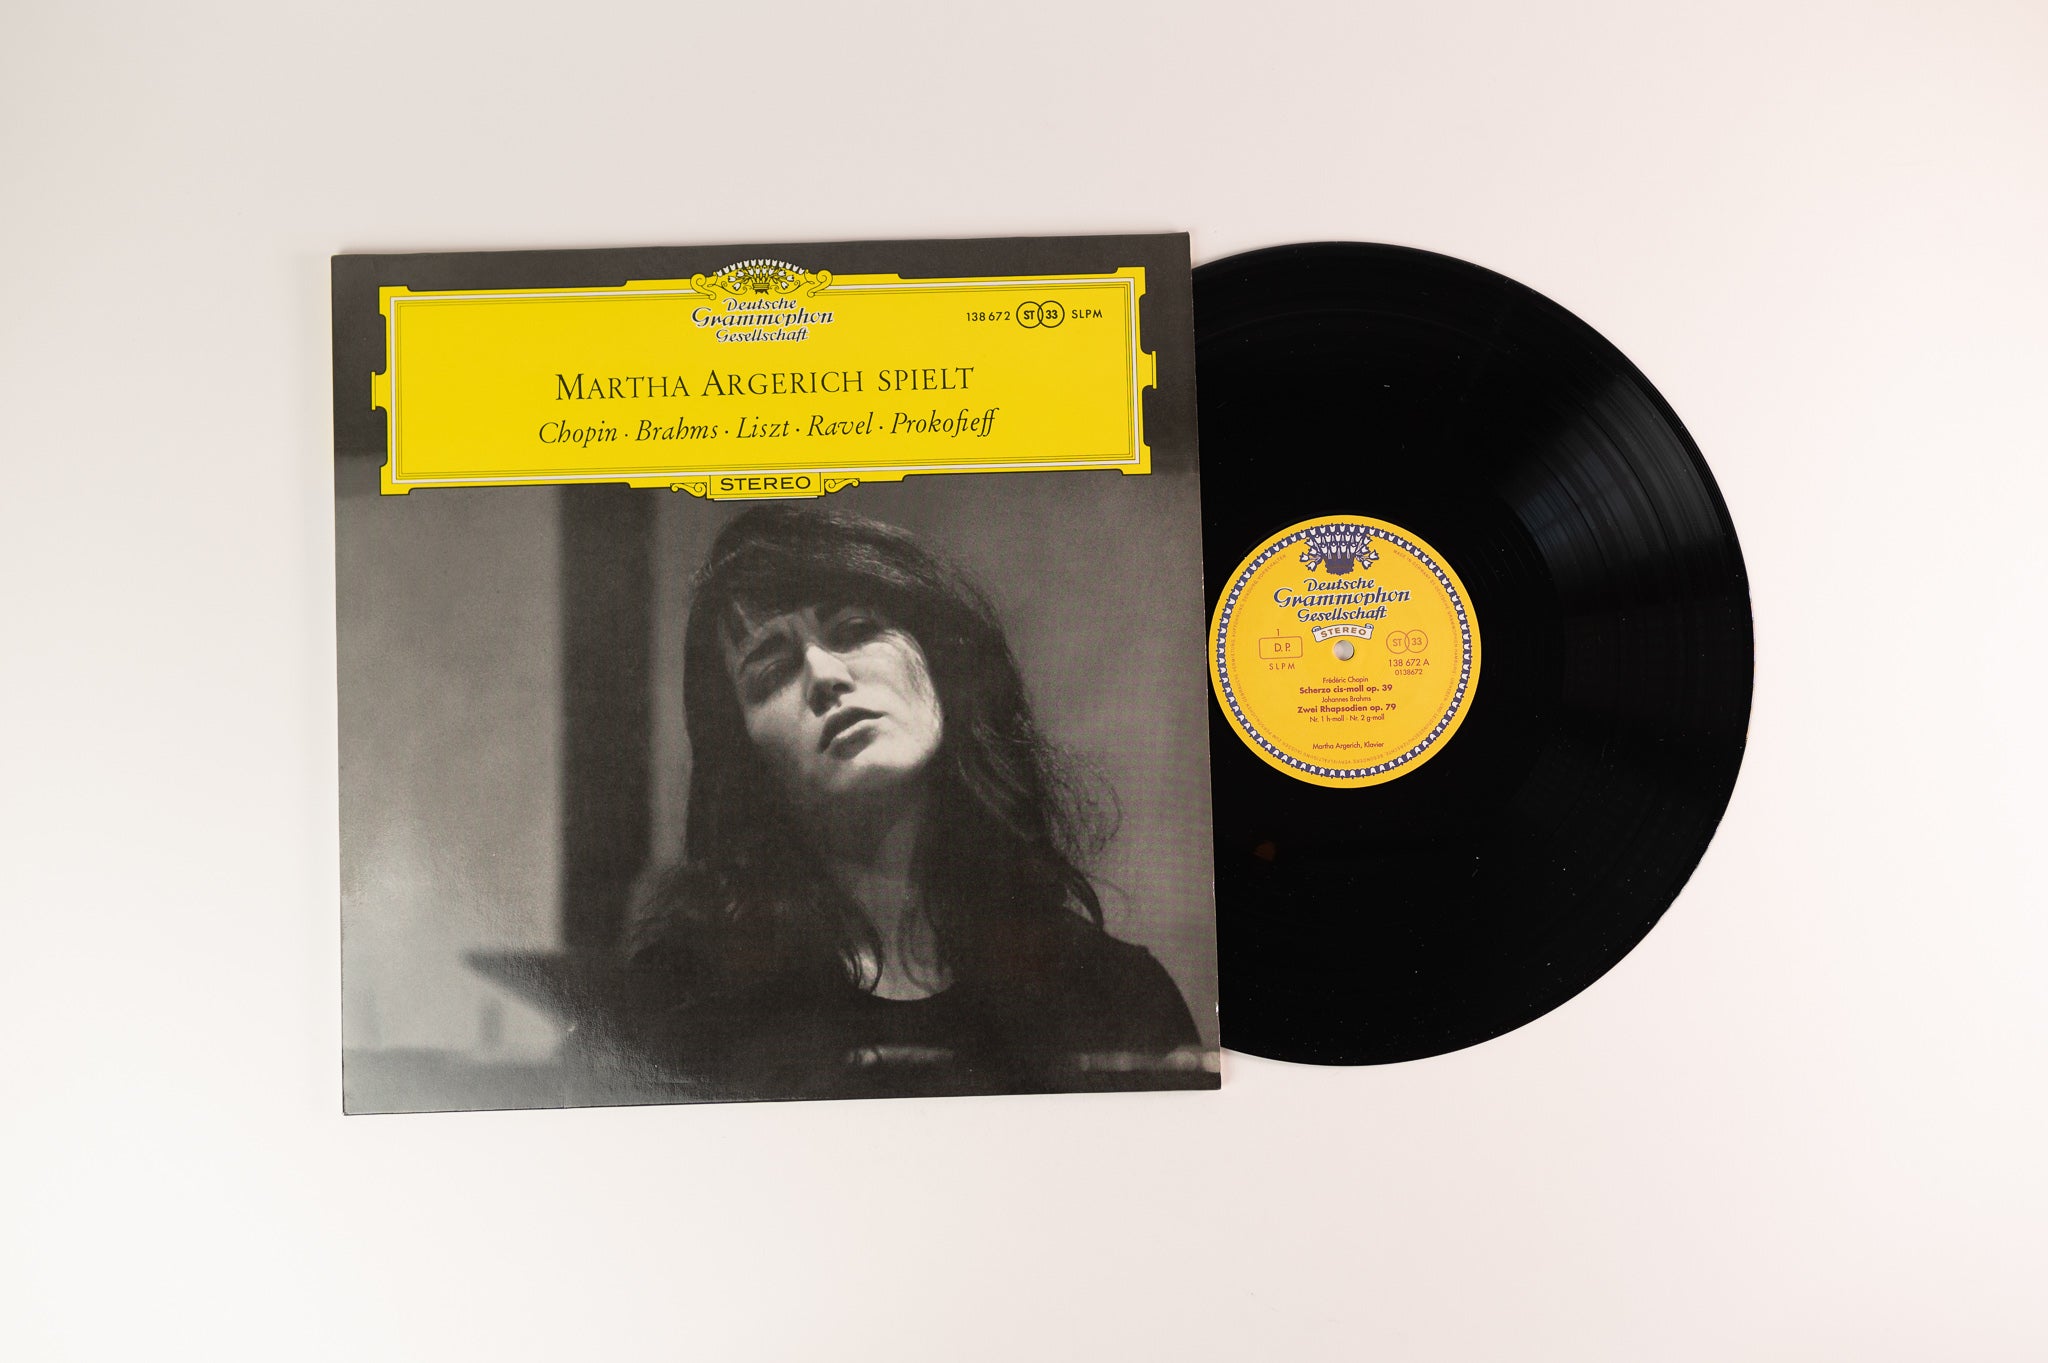 Deutsche
Grammophon
Gesellschaft
138 672 ST 33 SLPM
MARTHA ARGERICH SPIELT
Chopin · Brahms · Liszt · Ravel · Prokofieff
STEREO
Deutsche
Grammophon
Gesellschaft
STEREO
1
D.P.
SLPM
ST 33
138 672 A
0138672
Frédéric Chopin
Scherzo cis-moll op. 39
Johannes Brahms
Zwei Rhapsodien op. 79
Nr. 1 h-moll · Nr. 2 g-moll
Martha Argerich, Klavier